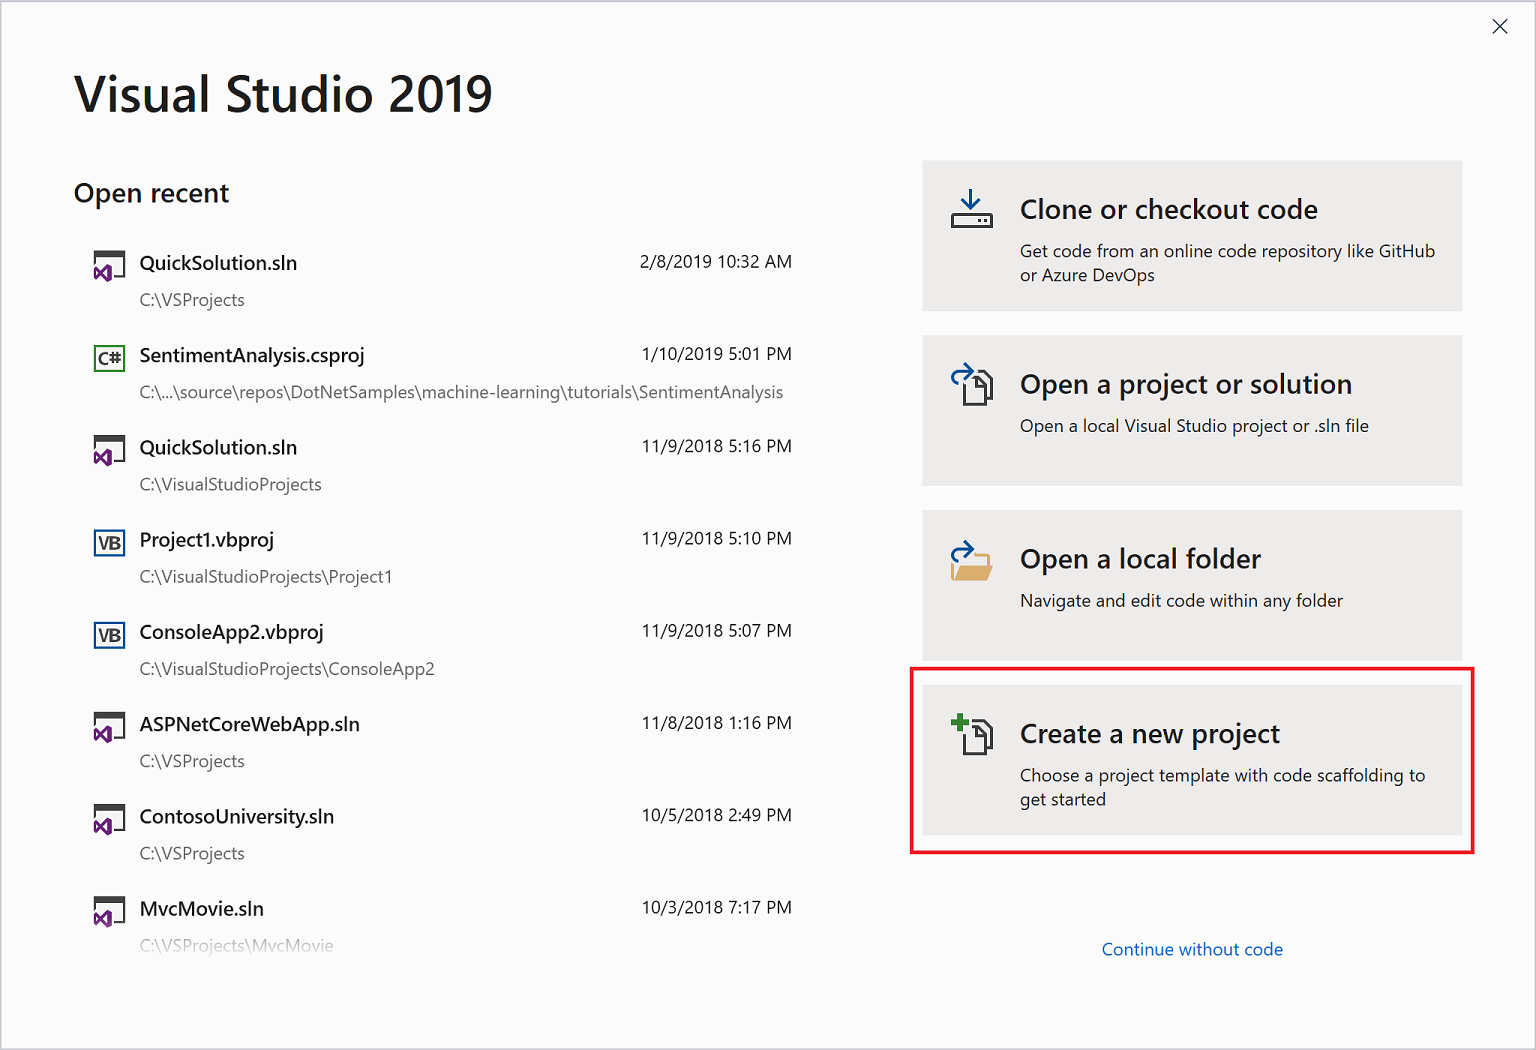 Visual Studio 2019
Open recent
QuickSolution.sln 2/8/2019 10:32 AM
C:\VSProjects
C# SentimentAnalysis.csproj 1/10/2019 5:01 PM
C:\...\source\repos\DotNetSamples\machine-learning\tutorials\SentimentAnalysis
QuickSolution.sln 11/9/2018 5:16 PM
C:\VisualStudioProjects
VB Project1.vbproj 11/9/2018 5:10 PM
C:\VisualStudioProjects\Project1
VB ConsoleApp2.vbproj 11/9/2018 5:07 PM
C:\VisualStudioProjects\ConsoleApp2
ASPNetCoreWebApp.sln 11/8/2018 1:16 PM
C:\VSProjects
ContosoUniversity.sln 10/5/2018 2:49 PM
C:\VSProjects
MvcMovie.sln 10/3/2018 7:17 PM
C:\VSProjects\MvcMovie
Clone or checkout code
Get code from an online code repository like GitHub
or Azure DevOps
Open a project or solution
Open a local Visual Studio project or .sln file
Open a local folder
Navigate and edit code within any folder
Create a new project
Choose a project template with code scaffolding to
get started
Continue without code